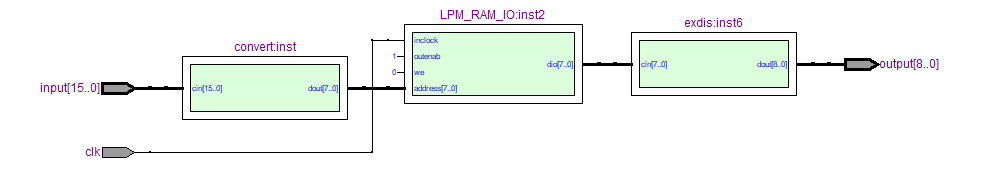 LPM_RAM_IO:inst2
exdis:inst6
convert:inst
inclock
outenab
1
dio[7..0]
cin[7..0]
dout[8..0]
output[8..0]
we
0
input[15..0]
cin[15..0]
dout[7..0]
address[7..0]
clk